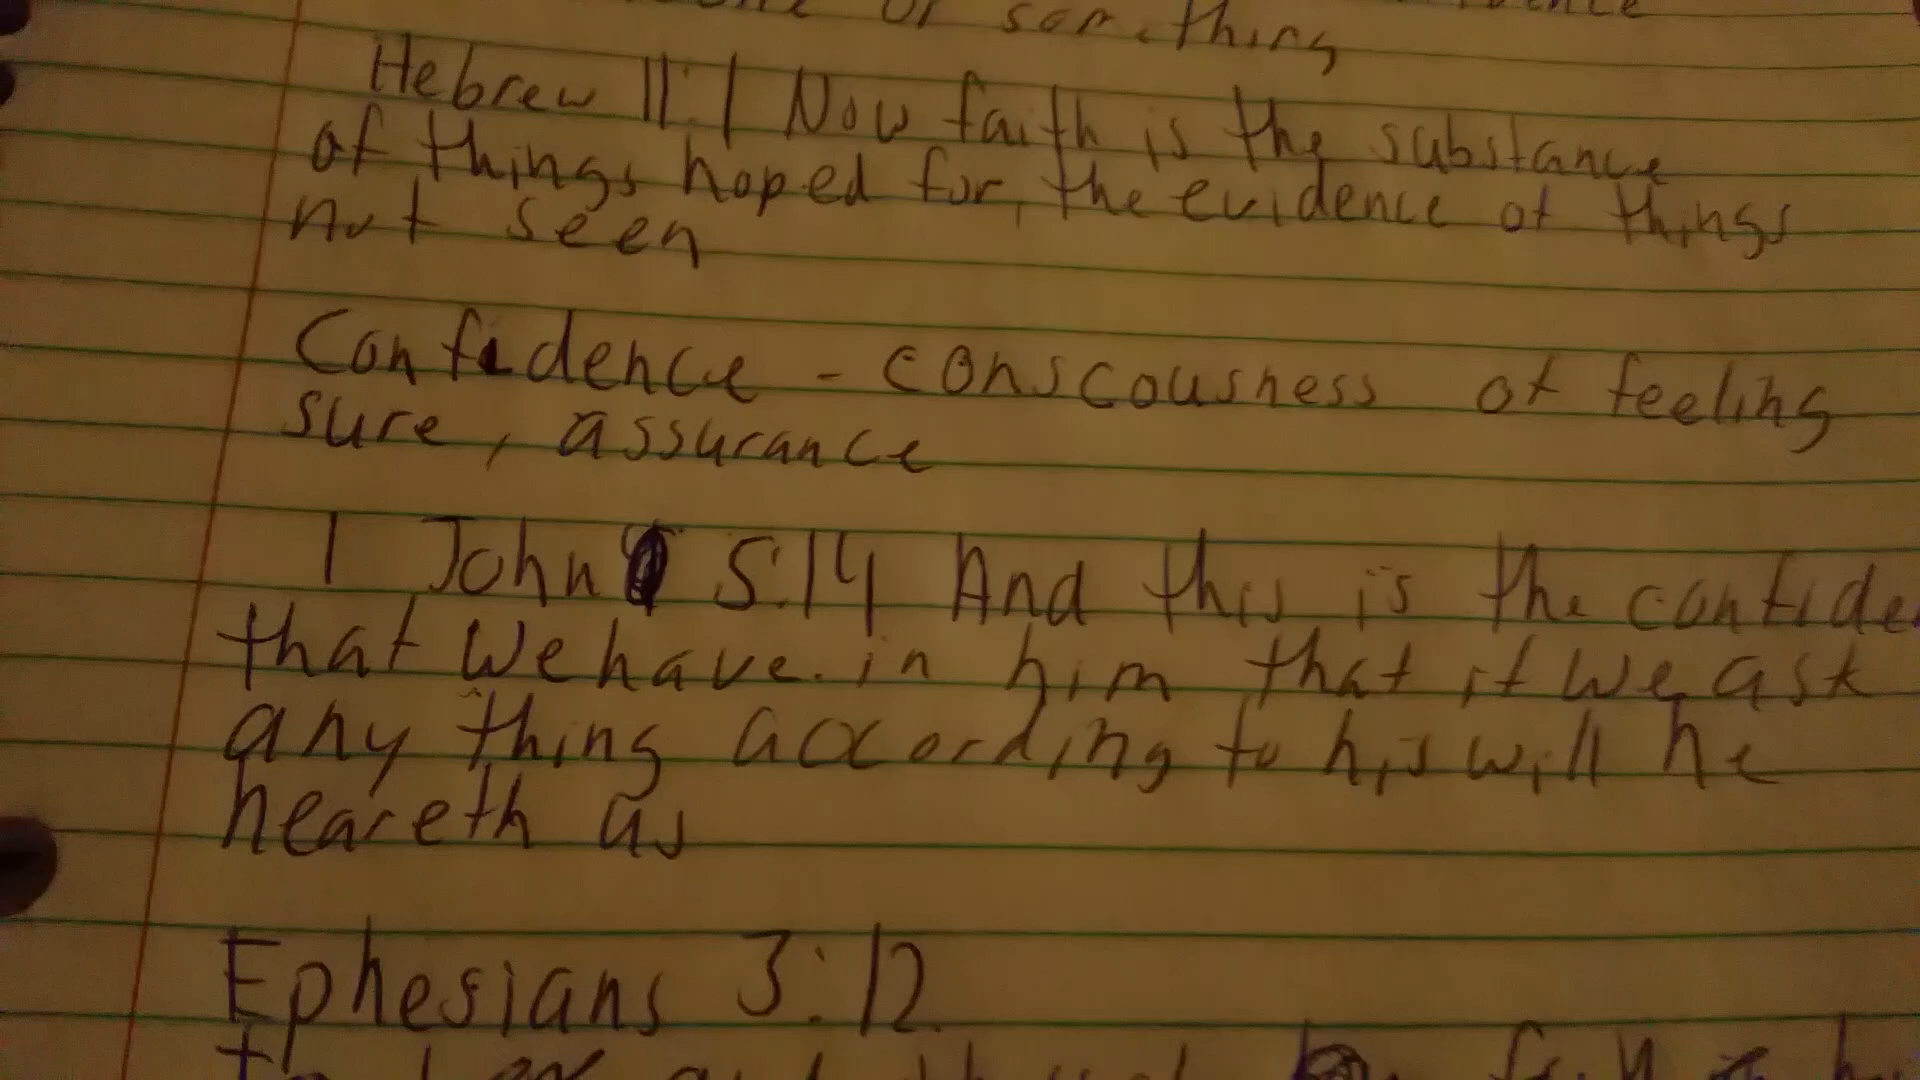 or something
Hebrew 11:1 Now faith is the substance
of things hoped for, the evidence of things
not seen
Confidence - conscousness of feeling
sure, assurance
1 John 5:14 And this is the confide
that We have in him that if We ask
any thing according to his will he
heareth us
Ephesians 3:12